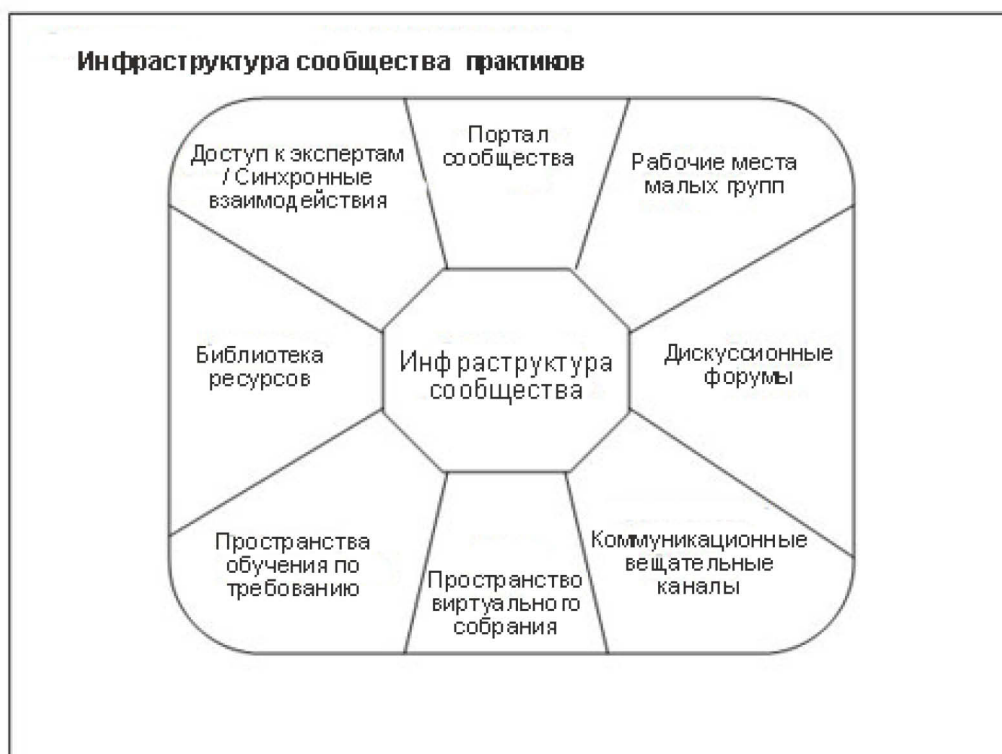 Инфраструктура сообщества практиков
Портал
сообщества
Доступ к экспертам
/ Синхронные
взаимодействия
Рабочие места
малых групп
Библиотека
ресурсов
Инфраструктура
сообщества
Дискуссионные
форумы
Пространства
обучения по
требованию
Пространство
виртуального
собрания
Коммуникационные
вещательные
каналы